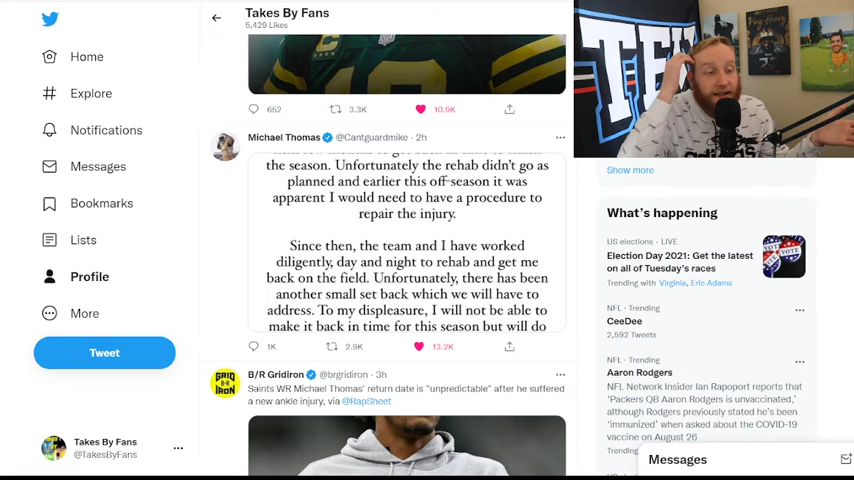 Takes By Fans
5,429 Likes
Home
Explore
Notifications
Messages
Bookmarks
Lists
Profile
More
Tweet
Takes By Fans
@TakesByFans
652
3.3K
10.9K
Michael Thomas @Cantguardmike · 2h
the season. Unfortunately the rehab didn't go as
planned and earlier this off-season it was
apparent I would need to have a procedure to
repair the injury.
Since then, the team and I have worked
diligently, day and night to rehab and get me
back on the field. Unfortunately, there has been
another small set back which we will have to
address. To my displeasure, I will not be able to
make it back in time for this season but will do
1K
2.9K
13.2K
GRID
B/R
IRON
B/R Gridiron @brgridiron · 3h
Saints WR Michael Thomas' return date is "unpredictable" after he suffered
a new ankle injury, via @RapSheet
Show more
What's happening
US elections · LIVE
Election Day 2021: Get the latest
on all of Tuesday's races
Trending with Virginia, Eric Adams
VOTE
NFL · Trending
CeeDee
2,592 Tweets
NFL · Trending
Aaron Rodgers
NFL Network Insider Ian Rapoport reports that
'Packers QB Aaron Rodgers is unvaccinated,'
although Rodgers previously stated he's been
'immunized' when asked about the COVID-19
vaccine on August 26
Messages